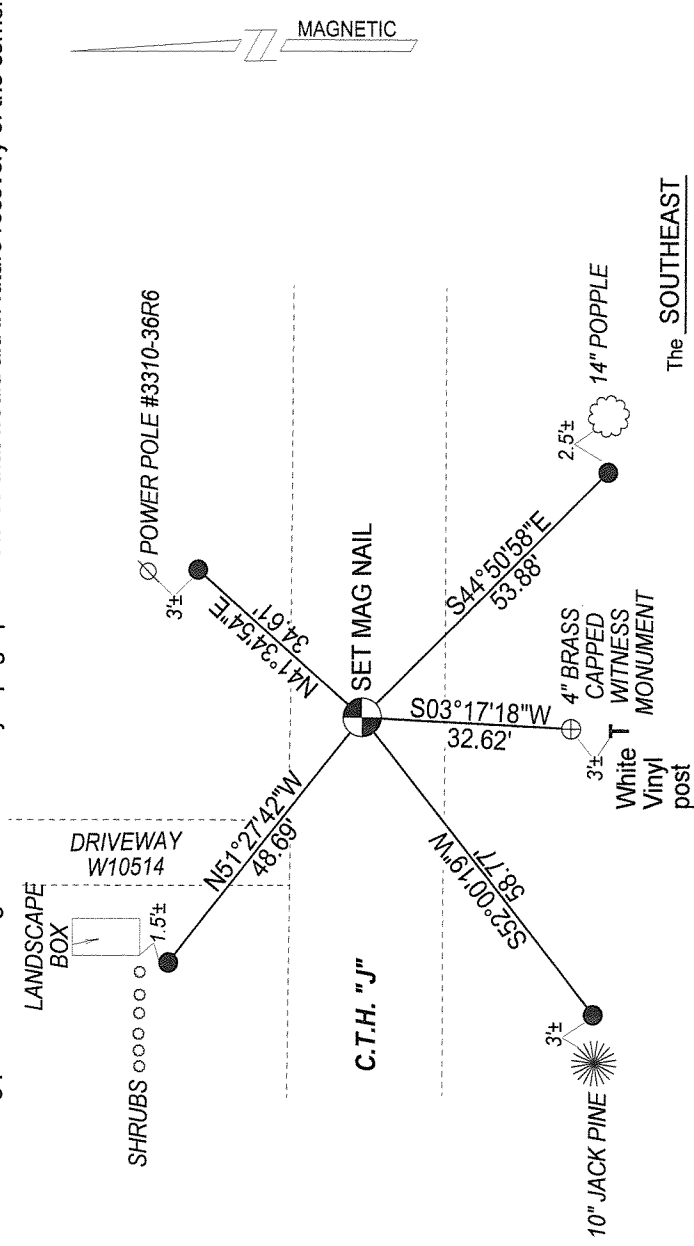 MAGNETIC
LANDSCAPE
BOX
DRIVEWAY
W10514
1.5'±
SHRUBS
POWER POLE #3310-36R6
3'±
N51°27'42"W
48.69'
N41°34'54"E
34.61'
SET MAG NAIL
C.T.H. "J"
S52°00'19"W
58.77'
S03°17'18"W
32.62'
S44°50'58"E
53.88'
3'±
10" JACK PINE
3'±
4" BRASS
CAPPED
WITNESS
MONUMENT
White
Vinyl
post
T
2.5'±
14" POPPLE
The SOUTHEAST